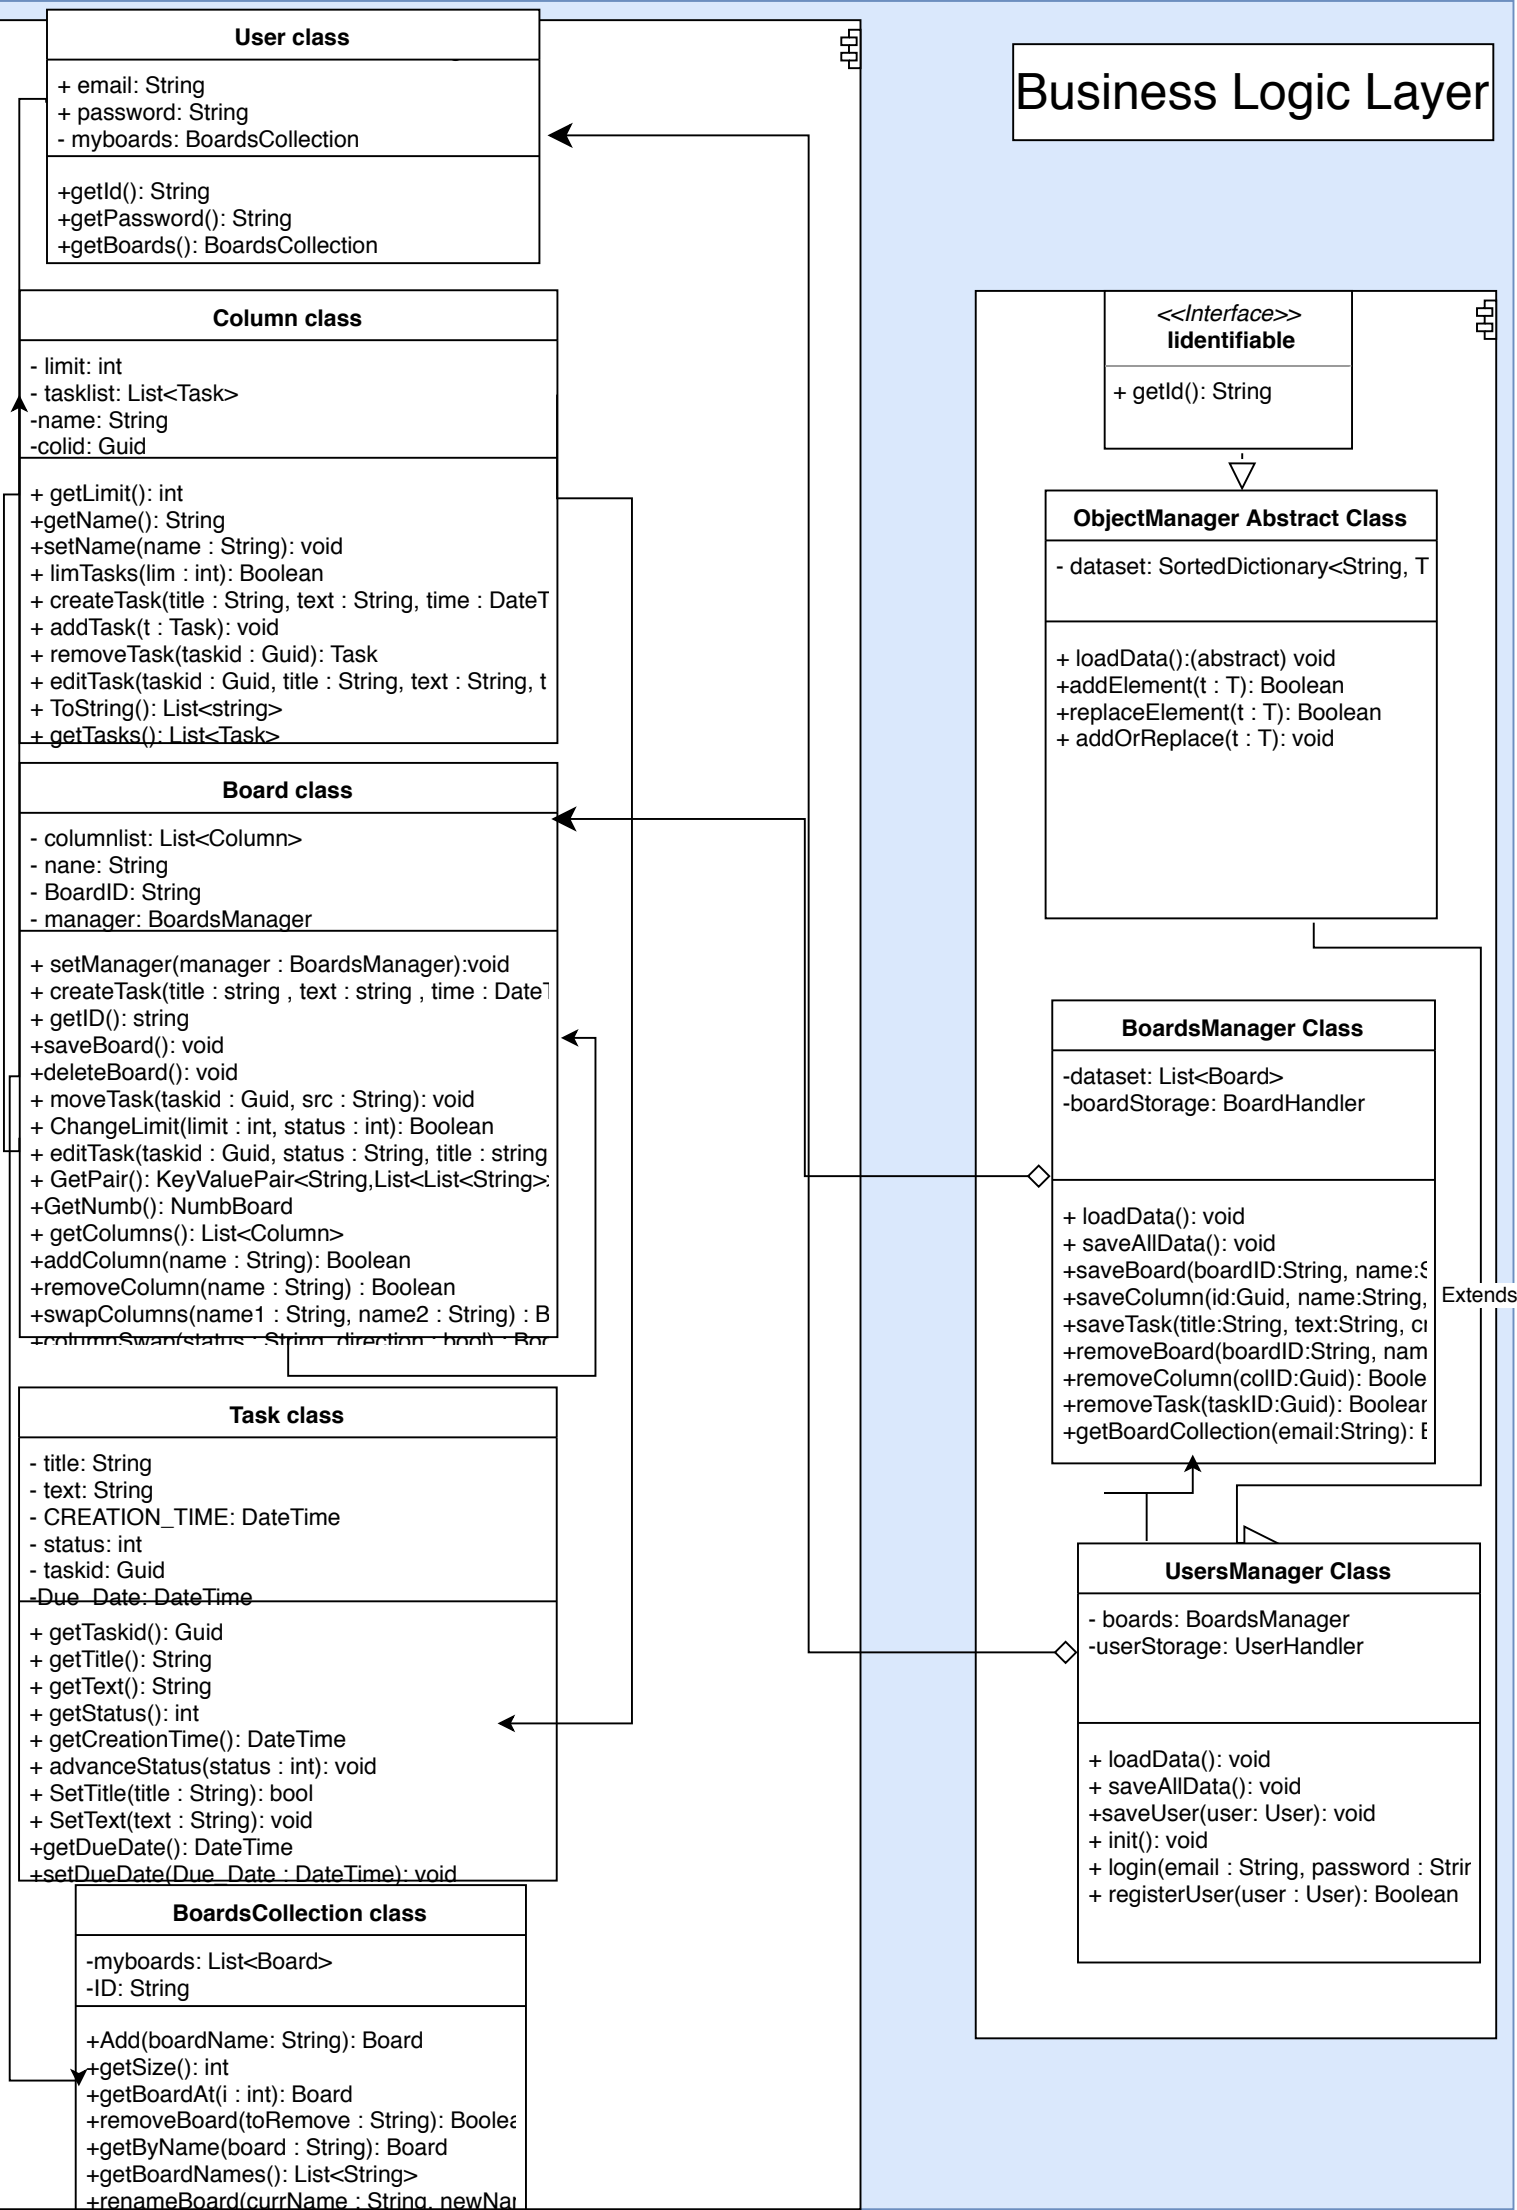 User class
+ email: String
+ password: String
- myboards: BoardsCollection
+getId(): String
+getPassword(): String
+getBoards(): BoardsCollection
Column class
- limit: int
- tasklist: List<Task>
-name: String
-colid: Guid
+ getLimit(): int
+getName(): String
+setName(name : String): void
+ limTasks(lim : int): Boolean
+ createTask(title : String, text : String, time : DateT
+ addTask(t : Task): void
+ removeTask(taskid : Guid): Task
+ editTask(taskid : Guid, title : String, text : String, t
+ ToString(): List<string>
+ getTasks(): List<Task>
Board class
- columnlist: List<Column>
- nane: String
- BoardID: String
- manager: BoardsManager
+ setManager(manager : BoardsManager):void
+ createTask(title : string , text : string , time : Date
+ getID(): string
+saveBoard(): void
+deleteBoard(): void
+ moveTask(taskid : Guid, src : String): void
+ ChangeLimit(limit : int, status : int): Boolean
+ editTask(taskid : Guid, status : String, title : string
+ GetPair(): KeyValuePair<String,List<List<String>
+GetNumb(): NumbBoard
+ getColumns(): List<Column>
+addColumn(name : String): Boolean
+removeColumn(name : String) : Boolean
+swapColumns(name1 : String, name2 : String) : B
+columnSwap(status : String, direction : bool) : Boo
Task class
- title: String
- text: String
- CREATION_TIME: DateTime
- status: int
- taskid: Guid
-Due_Date: DateTime
+ getTaskid(): Guid
+ getTitle(): String
+ getText(): String
+ getStatus(): int
+ getCreationTime(): DateTime
+ advanceStatus(status : int): void
+ SetTitle(title : String): bool
+ SetText(text : String): void
+getDueDate(): DateTime
+setDueDate(Due_Date : DateTime): void
BoardsCollection class
-myboards: List<Board>
-ID: String
+Add(boardName: String): Board
+getSize(): int
+getBoardAt(i : int): Board
+removeBoard(toRemove : String): Boolea
+getByName(board : String): Board
+getBoardNames(): List<String>
+renameBoard(currName : String, newNa
Business Logic Layer
<<Interface>>
Iidentifiable
+ getId(): String
ObjectManager Abstract Class
- dataset: SortedDictionary<String, T
+ loadData():(abstract) void
+addElement(t : T): Boolean
+replaceElement(t : T): Boolean
+ addOrReplace(t : T): void
BoardsManager Class
-dataset: List<Board>
-boardStorage: BoardHandler
+ loadData(): void
+ saveAllData(): void
+saveBoard(boardID:String, name:S
+saveColumn(id:Guid, name:String,
+saveTask(title:String, text:String, cr
+removeBoard(boardID:String, nam
+removeColumn(colID:Guid): Boole
+removeTask(taskID:Guid): Boolear
+getBoardCollection(email:String): B
Extends
UsersManager Class
- boards: BoardsManager
-userStorage: UserHandler
+ loadData(): void
+ saveAllData(): void
+saveUser(user: User): void
+ init(): void
+ login(email : String, password : Strin
+ registerUser(user : User): Boolean